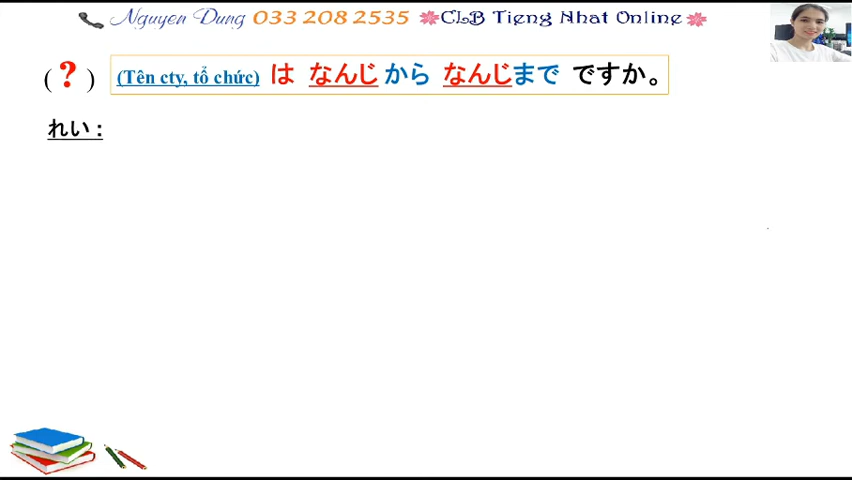 Nguyen Dung 033 208 2535 CLB Tieng Nhat Online
( ? ) (Tên cty, tổ chức) は なんじ から なんじまで ですか。
れい :